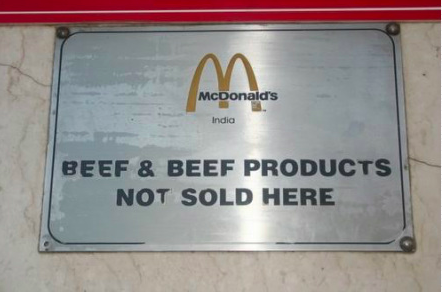 McDonald's
India
BEEF & BEEF PRODUCTS
NOT SOLD HERE